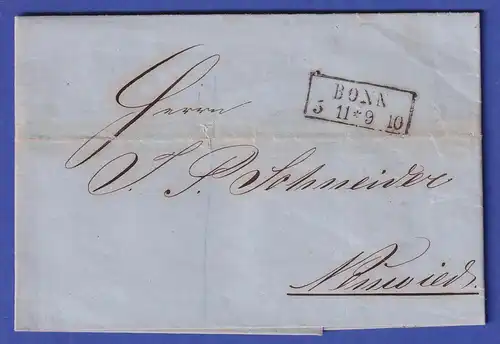 BONN
5 11*9 10
Herrn
J. P. Schneider
Neuwied.